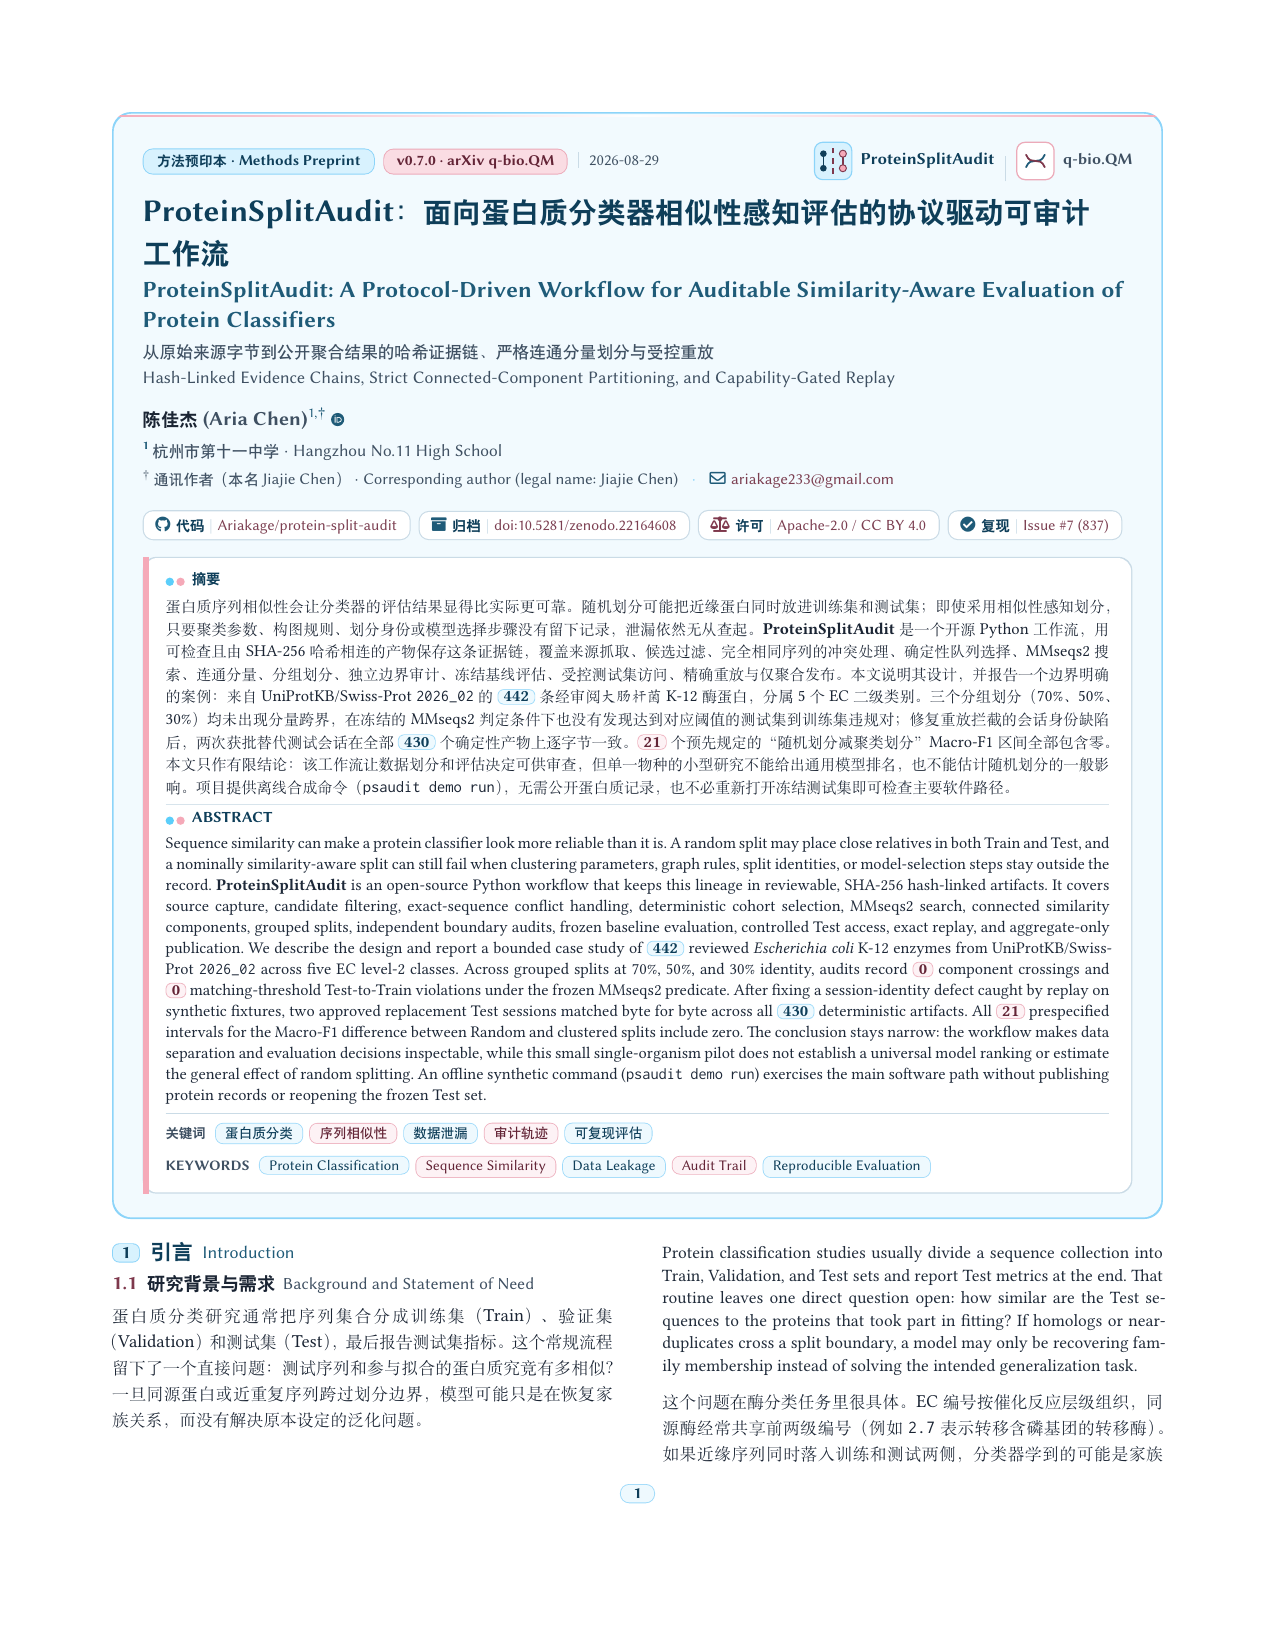 方法预印本 · Methods Preprint
v0.7.0 · arXiv q-bio.QM
2026-08-29
ProteinSplitAudit
q-bio.QM
ProteinSplitAudit：面向蛋白质分类器相似性感知评估的协议驱动可审计
工作流
ProteinSplitAudit: A Protocol-Driven Workflow for Auditable Similarity-Aware Evaluation of
Protein Classifiers
从原始来源字节到公开聚合结果的哈希证据链、严格连通分量划分与受控重放
Hash-Linked Evidence Chains, Strict Connected-Component Partitioning, and Capability-Gated Replay
陈佳杰 (Aria Chen)1,†
1 杭州市第十一中学 · Hangzhou No.11 High School
† 通讯作者（本名 Jiajie Chen） · Corresponding author (legal name: Jiajie Chen) · ariakage233@gmail.com
代码 | Ariakage/protein-split-audit
归档 | doi:10.5281/zenodo.22164608
许可 | Apache-2.0 / CC BY 4.0
复现 | Issue #7 (837)
摘要
蛋白质序列相似性会让分类器的评估结果显得比实际更可靠。随机划分可能把近缘蛋白同时放进训练集和测试集；即使采用相似性感知划分，
只要聚类参数、构图规则、划分身份或模型选择步骤没有留下记录，泄漏依然无从查起。ProteinSplitAudit 是一个开源 Python 工作流，用
可检查且由 SHA-256 哈希相连的产物保存这条证据链，覆盖来源抓取、候选过滤、完全相同序列的冲突处理、确定性队列选择、MMseqs2 搜
索、连通分量、分组划分、独立边界审计、冻结基线评估、受控测试集访问、精确重放与仅聚合发布。本文说明其设计，并报告一个边界明确
的案例：来自 UniProtKB/Swiss-Prot 2026_02 的 442 条经审阅大肠杆菌 K-12 酶蛋白，分属 5 个 EC 二级类别。三个分组划分（70%、50%、
30%）均未出现分量跨界，在冻结的 MMseqs2 判定条件下也没有发现达到对应阈值的测试集到训练集违规对；修复重放拦截的会话身份缺陷
后，两次获批替代测试会话在全部 430 个确定性产物上逐字节一致。21 个预先规定的“随机划分减聚类划分”Macro-F1 区间全部包含零。
本文只作有限结论：该工作流让数据划分和评估决定可供审查，但单一物种的小型研究不能给出通用模型排名，也不能估计随机划分的一般影
响。项目提供离线合成命令（psaudit demo run），无需公开蛋白质记录，也不必重新打开冻结测试集即可检查主要软件路径。
ABSTRACT
Sequence similarity can make a protein classifier look more reliable than it is. A random split may place close relatives in both Train and Test, and
a nominally similarity-aware split can still fail when clustering parameters, graph rules, split identities, or model-selection steps stay outside the
record. ProteinSplitAudit is an open-source Python workflow that keeps this lineage in reviewable, SHA-256 hash-linked artifacts. It covers
source capture, candidate filtering, exact-sequence conflict handling, deterministic cohort selection, MMseqs2 search, connected similarity
components, grouped splits, independent boundary audits, frozen baseline evaluation, controlled Test access, exact replay, and aggregate-only
publication. We describe the design and report a bounded case study of 442 reviewed Escherichia coli K-12 enzymes from UniProtKB/Swiss-
Prot 2026_02 across five EC level-2 classes. Across grouped splits at 70%, 50%, and 30% identity, audits record 0 component crossings and
0 matching-threshold Test-to-Train violations under the frozen MMseqs2 predicate. After fixing a session-identity defect caught by replay on
synthetic fixtures, two approved replacement Test sessions matched byte for byte across all 430 deterministic artifacts. All 21 prespecified
intervals for the Macro-F1 difference between Random and clustered splits include zero. The conclusion stays narrow: the workflow makes data
separation and evaluation decisions inspectable, while this small single-organism pilot does not establish a universal model ranking or estimate
the general effect of random splitting. An offline synthetic command (psaudit demo run) exercises the main software path without publishing
protein records or reopening the frozen Test set.
关键词 蛋白质分类 序列相似性 数据泄漏 审计轨迹 可复现评估
KEYWORDS Protein Classification Sequence Similarity Data Leakage Audit Trail Reproducible Evaluation
1 引言 Introduction
1.1 研究背景与需求 Background and Statement of Need
蛋白质分类研究通常把序列集合分成训练集（Train）、验证集
（Validation）和测试集（Test），最后报告测试集指标。这个常规流程
留下了一个直接问题：测试序列和参与拟合的蛋白质究竟有多相似？
一旦同源蛋白或近重复序列跨过划分边界，模型可能只是在恢复家
族关系，而没有解决原本设定的泛化问题。
Protein classification studies usually divide a sequence collection into
Train, Validation, and Test sets and report Test metrics at the end. That
routine leaves one direct question open: how similar are the Test se-
quences to the proteins that took part in fitting? If homologs or near-
duplicates cross a split boundary, a model may only be recovering fam-
ily membership instead of solving the intended generalization task.
这个问题在酶分类任务里很具体。EC 编号按催化反应层级组织，同
源酶经常共享前两级编号（例如 2.7 表示转移含磷基团的转移酶）。
如果近缘序列同时落入训练和测试两侧，分类器学到的可能是家族
1